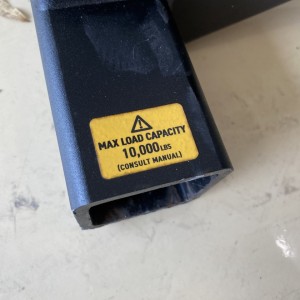 MAX LOAD CAPACITY
10,000LBS
(CONSULT MANUAL)